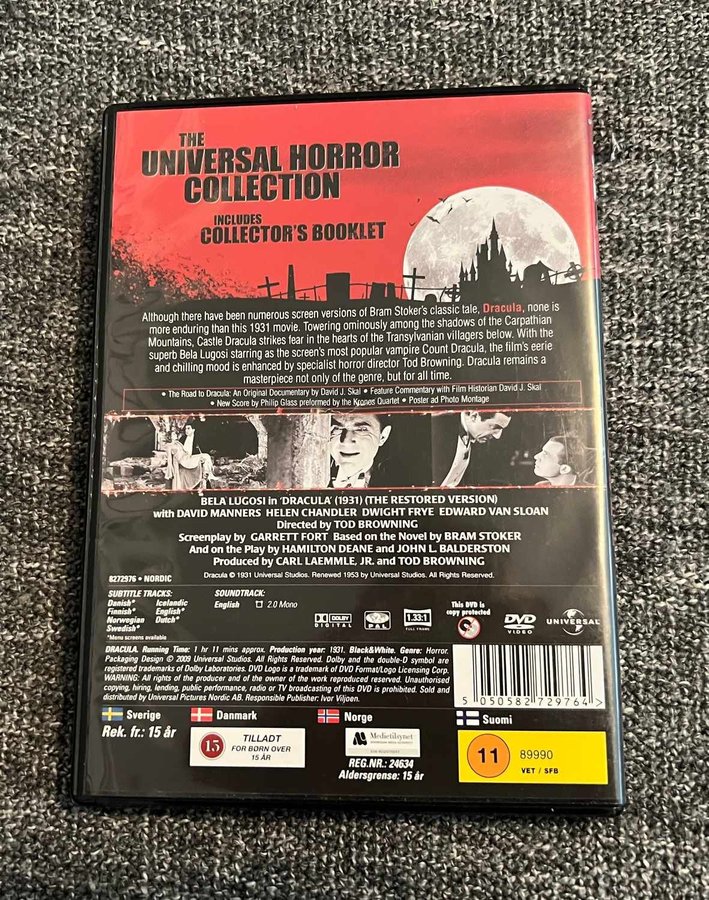 THE
UNIVERSAL HORROR
COLLECTION
INCLUDES
COLLECTOR'S BOOKLET
Although there have been numerous screen versions of Bram Stoker's classic tale, Dracula, none is
more enduring than this 1931 movie. Towering ominously among the shadows of the Carpathian
Mountains, Castle Dracula strikes fear in the hearts of the Transylvanian villagers below. With the
superb Bela Lugosi starring as the screen's most popular vampire Count Dracula, the film's eerie
and chilling mood is enhanced by specialist horror director Tod Browning. Dracula remains a
masterpiece not only of the genre, but for all time.
• The Road to Dracula: An Original Documentary by David J. Skal • Feature Commentary with Film Historian David J. Skal
• New Score by Philip Glass preformed by the Krones Quartet • Poster ad Photo Montage
BELA LUGOSI in 'DRACULA' (1931) (THE RESTORED VERSION)
with DAVID MANNERS HELEN CHANDLER DWIGHT FRYE EDWARD VAN SLOAN
Directed by TOD BROWNING
Screenplay by GARRETT FORT Based on the Novel by BRAM STOKER
And on the Play by HAMILTON DEANE and JOHN L. BALDERSTON
Produced by CARL LAEMMLE, JR. and TOD BROWNING
Dracula © 1931 Universal Studios. Renewed 1953 by Universal Studios. All Rights Reserved.
8272976 • NORDIC
SUBTITLE TRACKS:
Danish* Icelandic
Finnish* English*
Norwegian Dutch*
Swedish*
*Menu screens available
SOUNDTRACK:
English 2.0 Mono
DOLBY
DIGITAL
PAL
1.33:1
FULL FRAME
This DVD is
copy protected
DVD
VIDEO
UNIVERSAL
DRACULA. Running Time: 1 hr 11 mins approx. Production year: 1931. Black&White. Genre: Horror.
Packaging Design © 2009 Universal Studios. All Rights Reserved. Dolby and the double-D symbol are
registered trademarks of Dolby Laboratories. DVD Logo is a trademark of DVD Format/Logo Licensing Corp.
WARNING: All rights of the producer and of the owner of the work reproduced reserved. Unauthorised
copying, hiring, lending, public performance, radio or TV broadcasting of this DVD is prohibited. Sold and
distributed by Universal Pictures Nordic AB. Responsible Publisher: Ivor Viljoen.
5 050582 729764
Sverige
Rek. fr.: 15 år
Danmark
15
TILLADT
FOR BØRN OVER
15 ÅR
Norge
Medietilsynet
REG.NR.: 24634
Aldersgrense: 15 år
Suomi
11
89990
VET / SFB